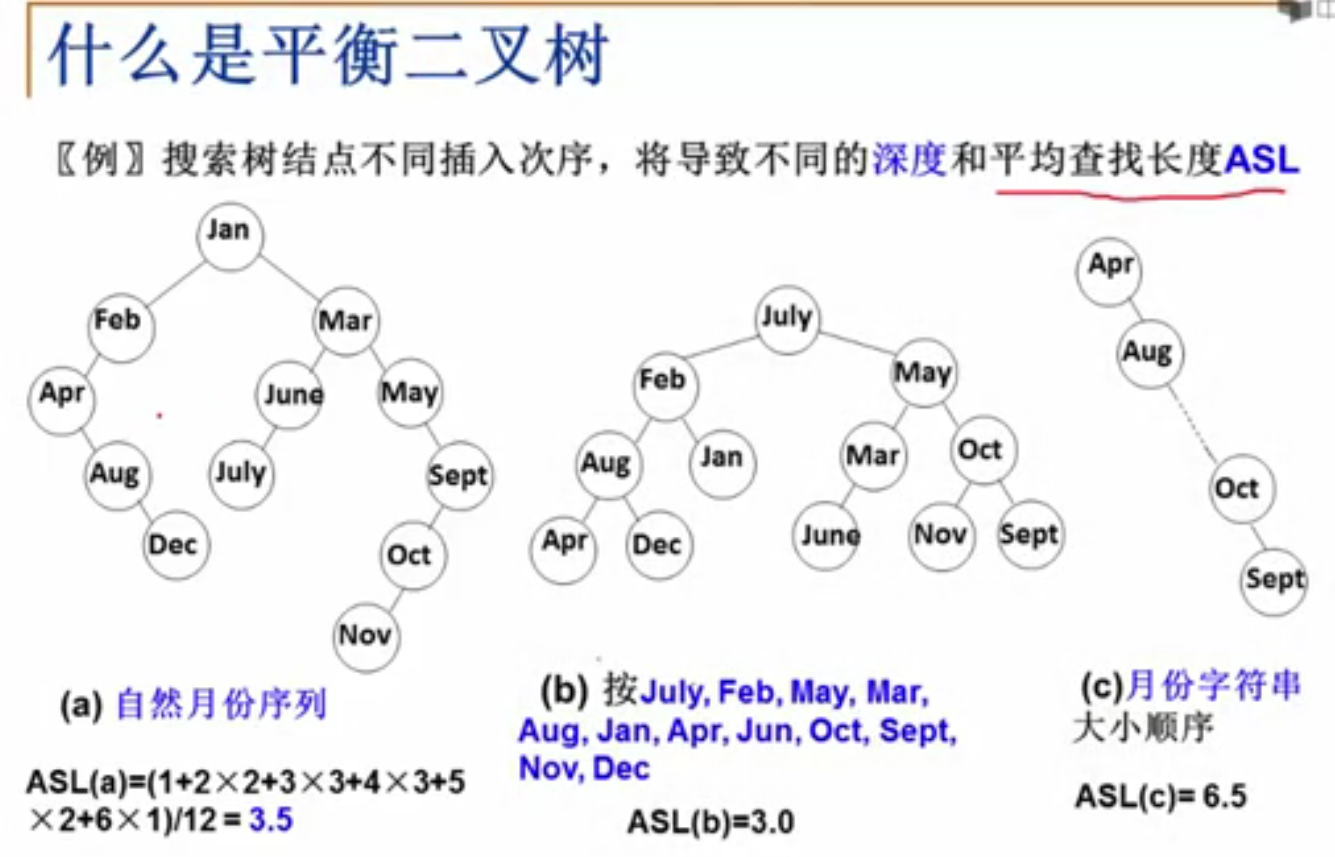 什么是平衡二叉树
〖例〗搜索树结点不同插入次序，将导致不同的深度和平均查找长度ASL
Jan
Feb
Mar
Apr
June
May
Aug
July
Sept
Dec
Oct
Nov
(a) 自然月份序列
ASL(a)=(1+2×2+3×3+4×3+5
×2+6×1)/12 = 3.5
July
Feb
May
Aug
Jan
Mar
Oct
Apr
Dec
June
Nov
Sept
(b) 按July, Feb, May, Mar,
Aug, Jan, Apr, Jun, Oct, Sept,
Nov, Dec
ASL(b)=3.0
Apr
Aug
Oct
Sept
(c)月份字符串
大小顺序
ASL(c)= 6.5